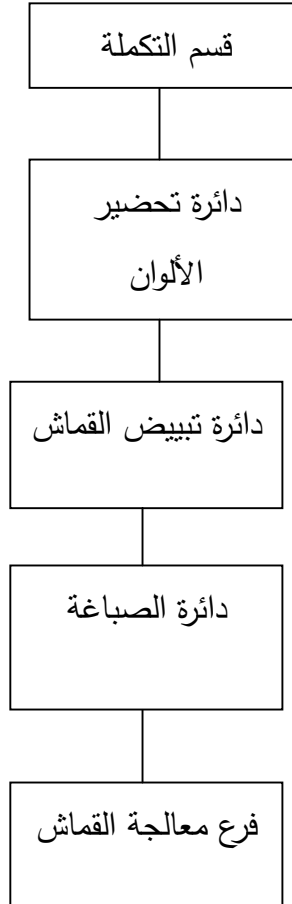 قسم التكملة
دائرة تحضير
الألوان
دائرة تبييض القماش
دائرة الصباغة
فرع معالجة القماش